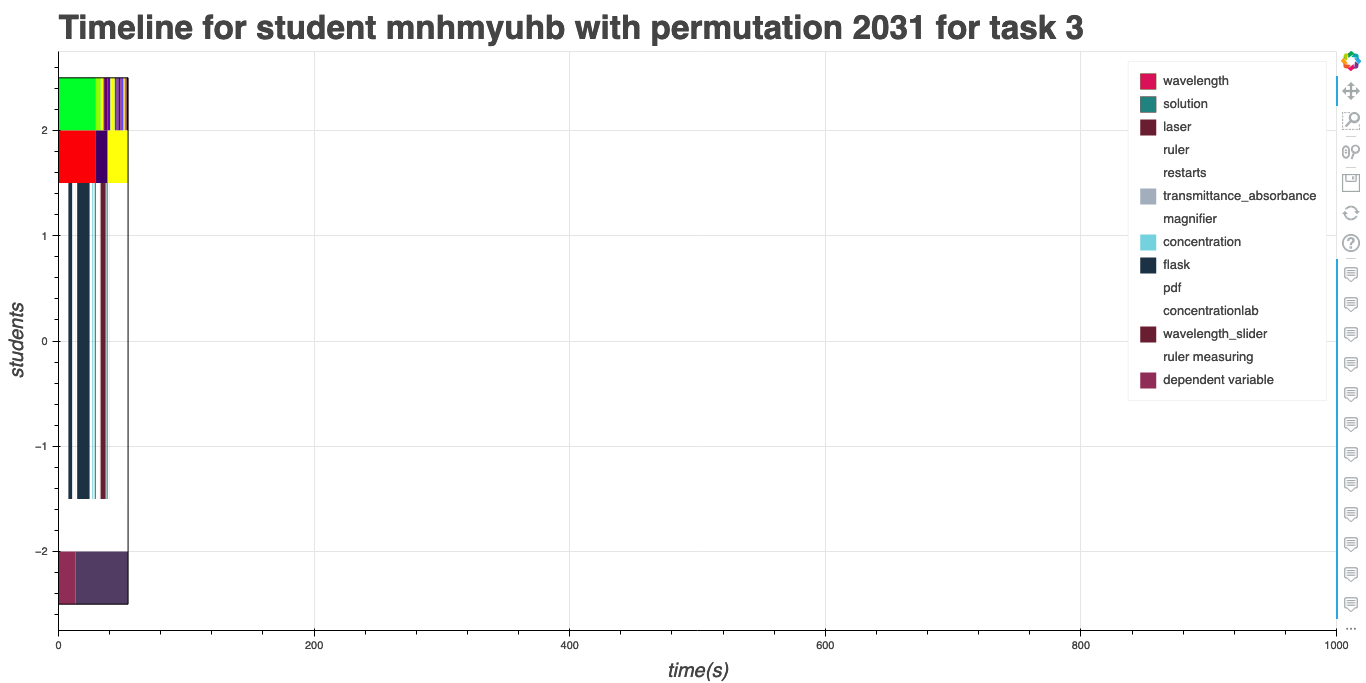 Timeline for student mnhmyuhb with permutation 2031 for task 3
students
2
1
0
−1
−2
0
200
400
600
800
1000
time(s)
wavelength
solution
laser
ruler
restarts
transmittance_absorbance
magnifier
concentration
flask
pdf
concentrationlab
wavelength_slider
ruler measuring
dependent variable